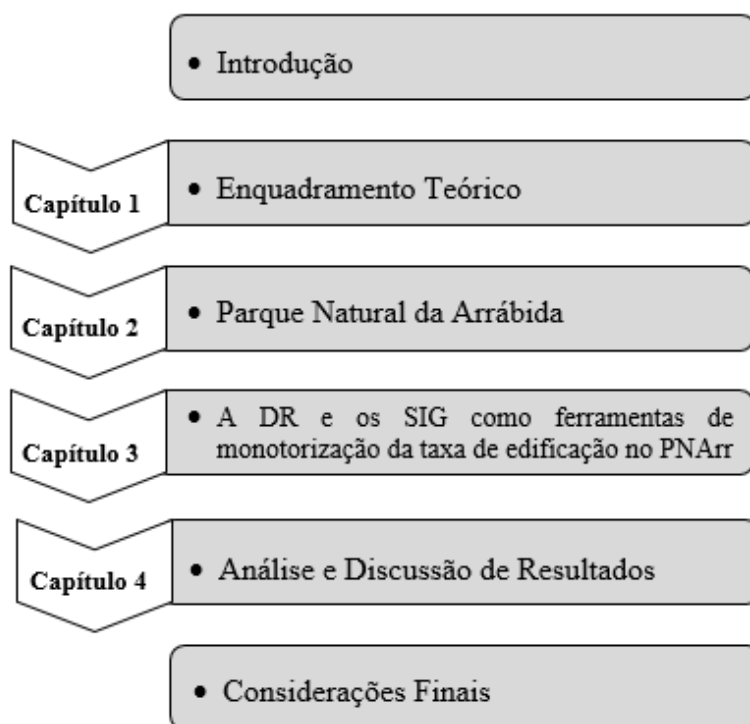 • Introdução
Capítulo 1
• Enquadramento Teórico
Capítulo 2
• Parque Natural da Arrábida
Capítulo 3
• A DR e os SIG como ferramentas de
monotorização da taxa de edificação no PNArr
Capítulo 4
• Análise e Discussão de Resultados
• Considerações Finais